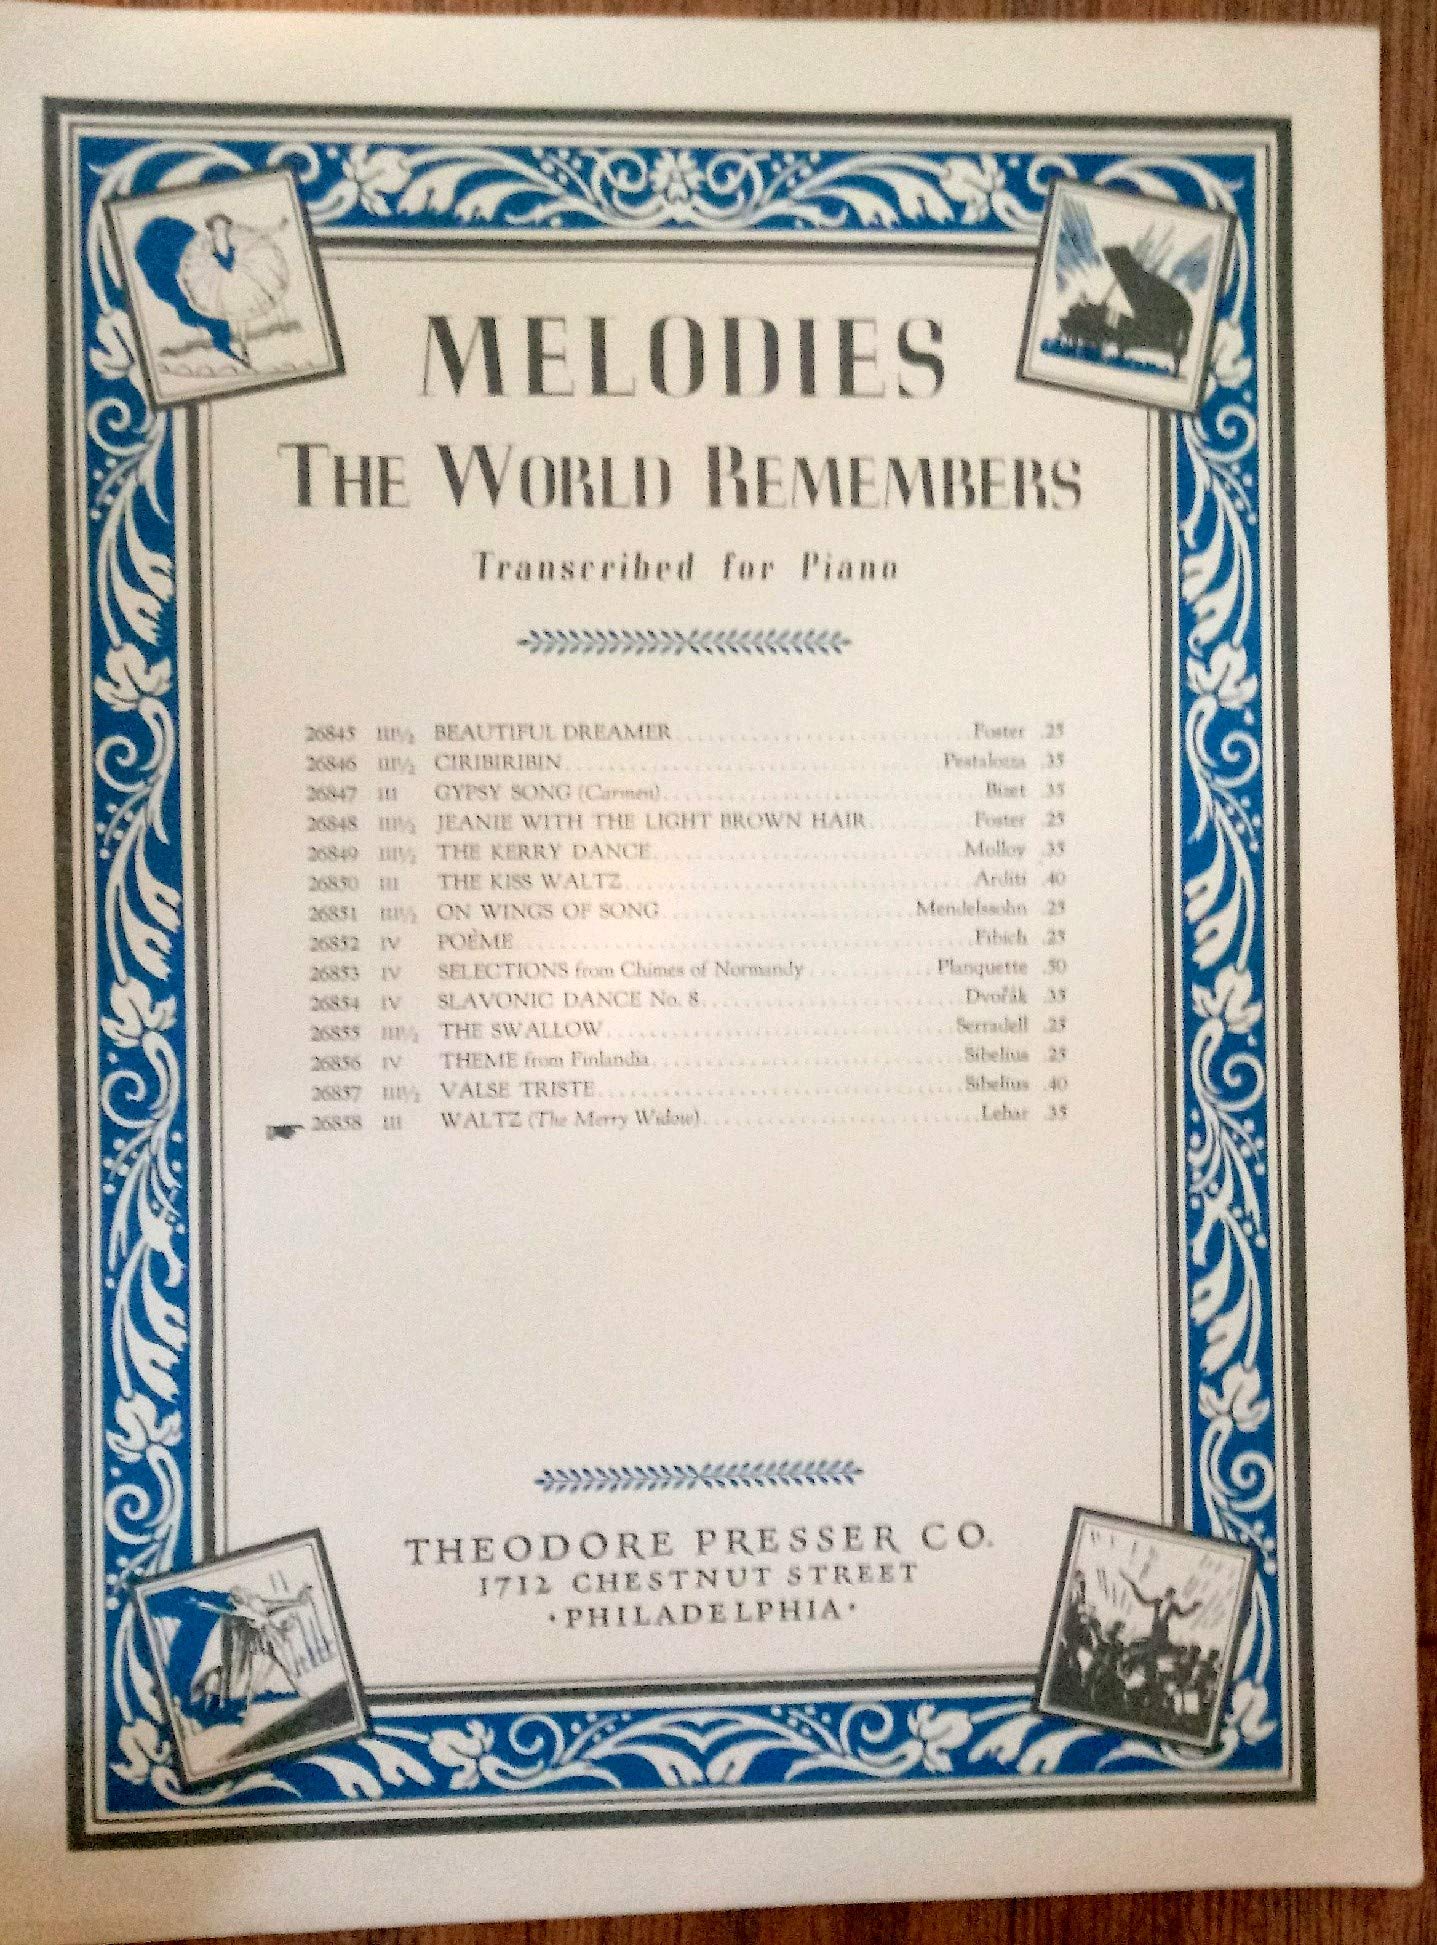 MELODIES
THE WORLD REMEMBERS
Transcribed for Piano
26845 III½ BEAUTIFUL DREAMER Foster .25
26846 III½ CIRIBIRIBIN Pestalozza .35
26847 III GYPSY SONG (Carmen) Bizet .35
26848 III½ JEANIE WITH THE LIGHT BROWN HAIR Foster .25
26849 III½ THE KERRY DANCE Molloy .35
26850 III THE KISS WALTZ Arditi .40
26851 III½ ON WINGS OF SONG Mendelssohn .25
26852 IV POÈME Fibich .25
26853 IV SELECTIONS from Chimes of Normandy Planquette .50
26854 IV SLAVONIC DANCE No. 8 Dvořák .35
26855 III½ THE SWALLOW Serradell .25
26856 IV THEME from Finlandia Sibelius .25
26857 III½ VALSE TRISTE Sibelius .40
26858 III WALTZ (The Merry Widow) Lehar .35
THEODORE PRESSER CO.
1712 CHESTNUT STREET
·PHILADELPHIA·